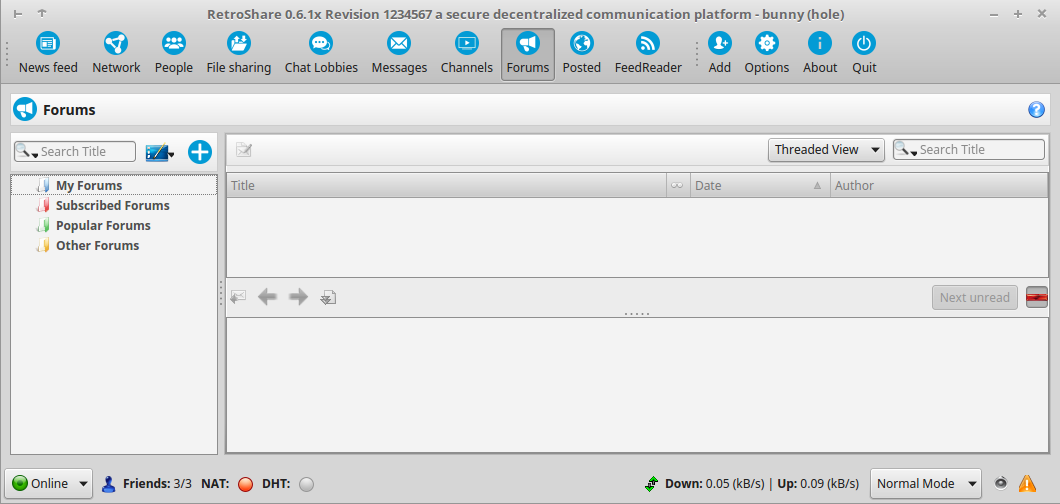 RetroShare 0.6.1x Revision 1234567 a secure decentralized communication platform - bunny (hole)
News feed Network People File sharing Chat Lobbies Messages Channels Forums Posted FeedReader Add Options About Quit
Forums
Search Title
Threaded View Search Title
Title Date Author
My Forums
Subscribed Forums
Popular Forums
Other Forums
Next unread
Online Friends: 3/3 NAT: DHT: Down: 0.05 (kB/s) | Up: 0.09 (kB/s) Normal Mode